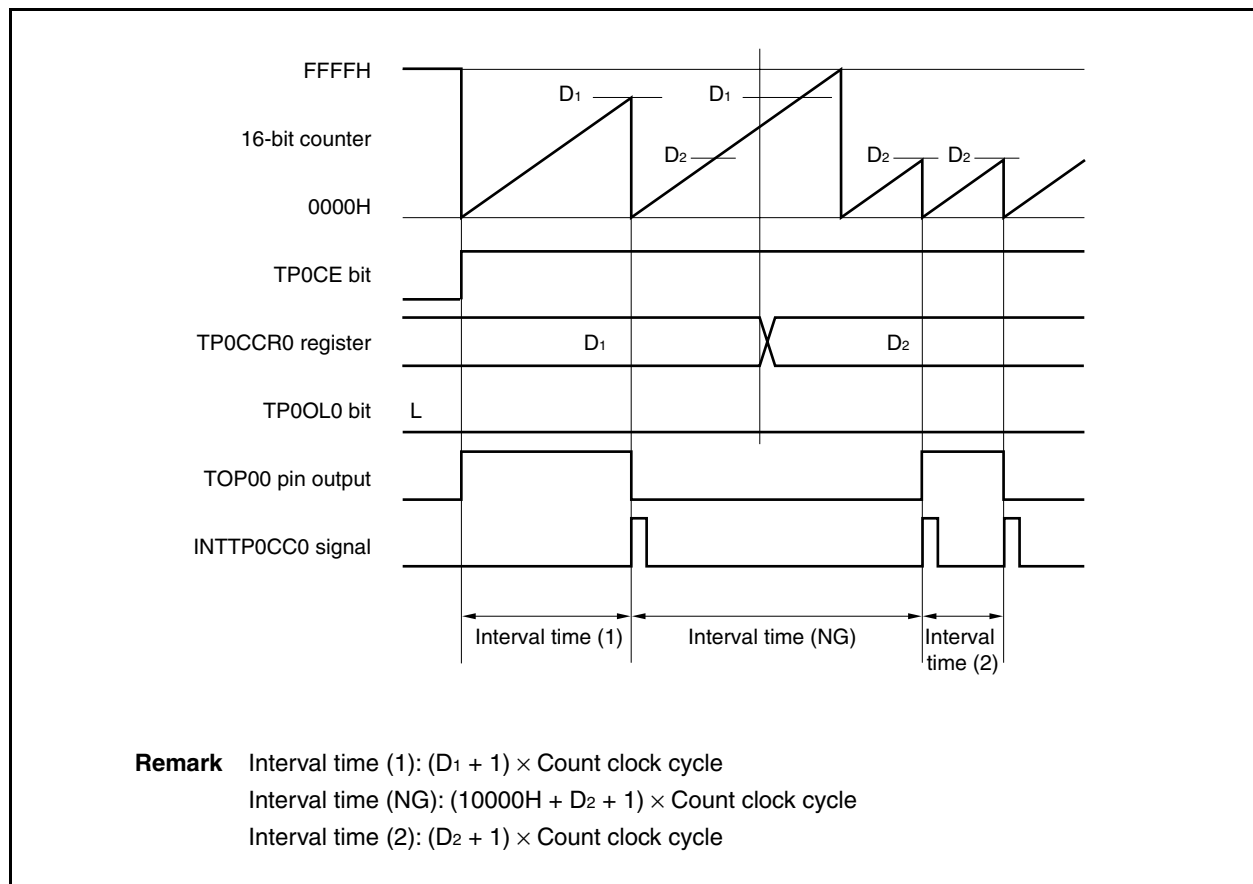 FFFFH
D₁
D₁
16-bit counter
D₂
D₂
D₂
0000H
TP0CE bit
TP0CCR0 register
D₁
D₂
TP0OL0 bit
L
TOP00 pin output
INTTP0CC0 signal
Interval time (1)
Interval time (NG)
Interval
time (2)
Remark Interval time (1): (D₁ + 1) × Count clock cycle
Interval time (NG): (10000H + D₂ + 1) × Count clock cycle
Interval time (2): (D₂ + 1) × Count clock cycle